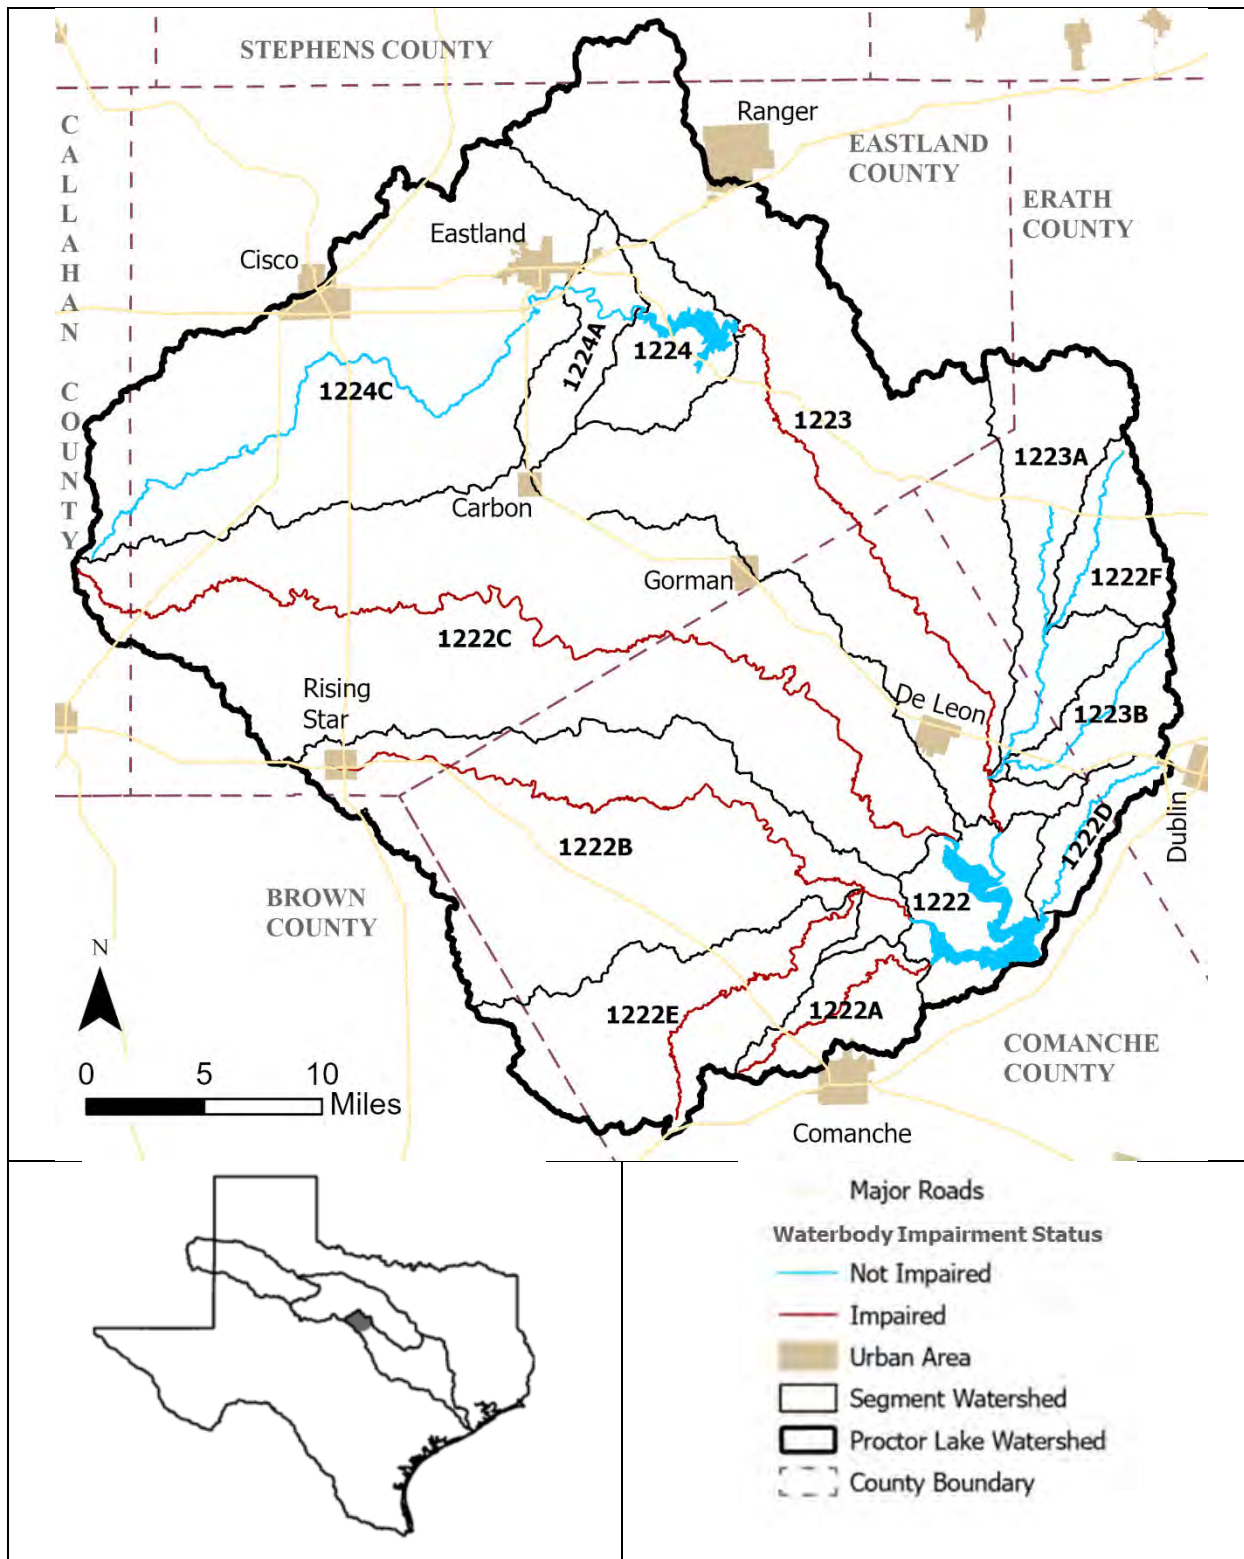 STEPHENS COUNTY
CALLAHAN COUNTY
Ranger
EASTLAND
COUNTY
ERATH
COUNTY
Eastland
Cisco
1224A
1224
1224C
1223
1223A
Carbon
Gorman
1222F
1222C
Rising
Star
De Leon
1223B
1222D
Dublin
1222B
BROWN
COUNTY
1222
N
1222E
1222A
COMANCHE
COUNTY
0 5 10
Miles
Comanche
Major Roads
Waterbody Impairment Status
Not Impaired
Impaired
Urban Area
Segment Watershed
Proctor Lake Watershed
County Boundary